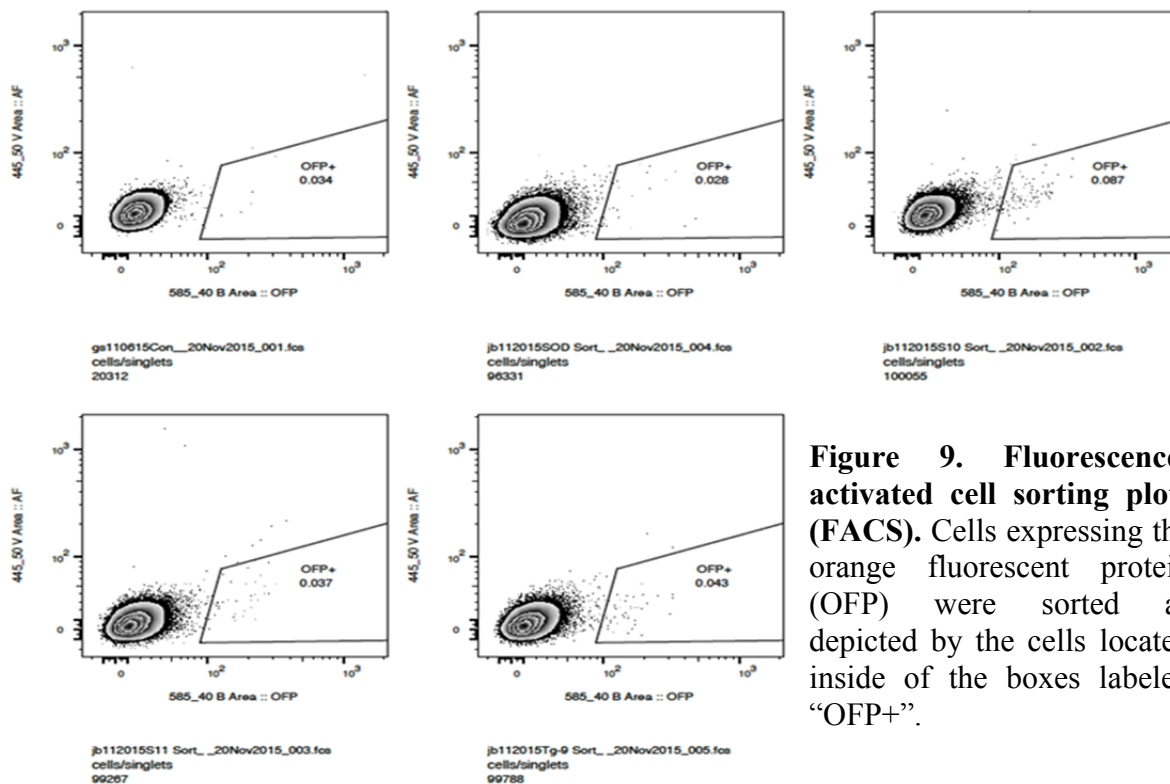 10³
10²
0
445_50 V Area :: AF
OFP+
0.034
0
10²
10³
585_40 B Area :: OFP
gs110615Con__20Nov2015_001.fcs
cells/singlets
20312
10³
10²
0
445_50 V Area :: AF
OFP+
0.028
0
10²
10³
585_40 B Area :: OFP
jb112015SOD Sort_ _20Nov2015_004.fcs
cells/singlets
96331
10³
10²
0
445_50 V Area :: AF
OFP+
0.087
0
10²
10³
585_40 B Area :: OFP
jb112015S10 Sort_ _20Nov2015_002.fcs
cells/singlets
100055
10³
10²
0
445_50 V Area :: AF
OFP+
0.037
0
10²
10³
585_40 B Area :: OFP
jb112015S11 Sort_ _20Nov2015_003.fcs
cells/singlets
99267
10³
10²
0
445_50 V Area :: AF
OFP+
0.043
0
10²
10³
585_40 B Area :: OFP
jb112015Tg-9 Sort_ _20Nov2015_005.fcs
cells/singlets
99788
Figure 9. Fluorescence
activated cell sorting plot
(FACS). Cells expressing th
orange fluorescent protei
(OFP) were sorted a
depicted by the cells locate
inside of the boxes labele
“OFP+”.